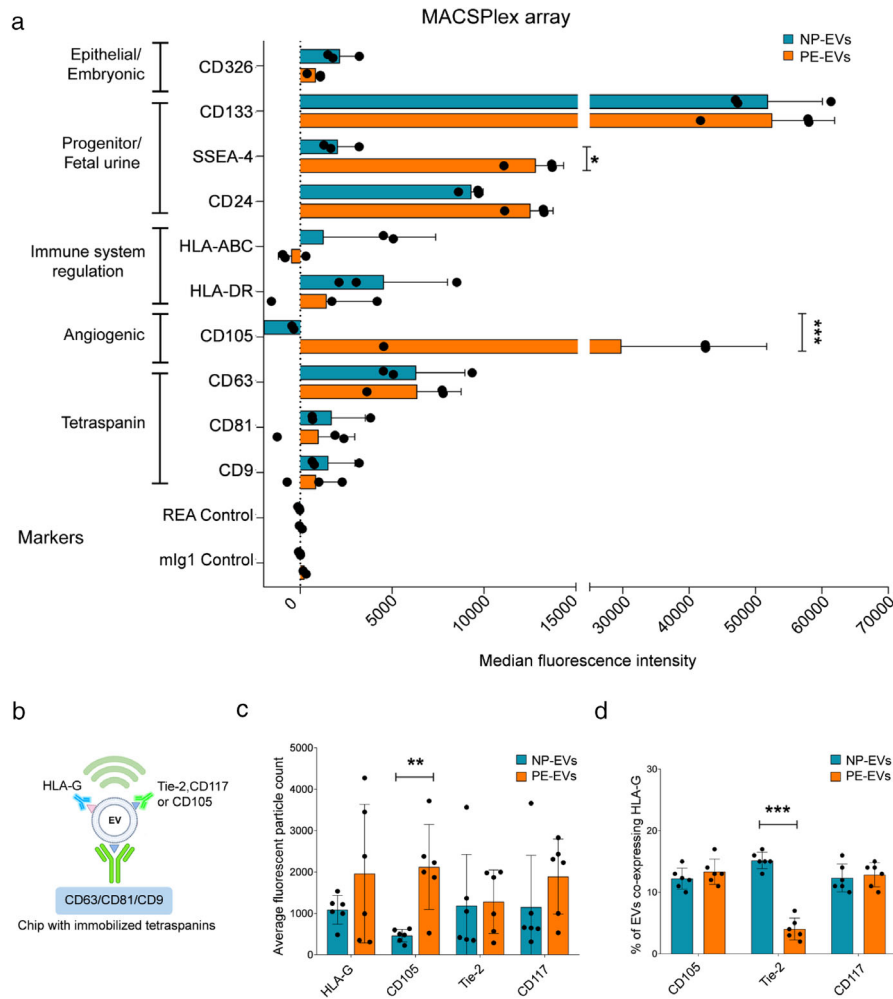 a
MACSPlex array
NP-EVs
PE-EVs
Epithelial/
Embryonic
CD326
Progenitor/
Fetal urine
CD133
SSEA-4
*
CD24
Immune system
regulation
HLA-ABC
HLA-DR
Angiogenic
CD105
***
Tetraspanin
CD63
CD81
CD9
REA Control
Markers
mIg1 Control
0
5000
10000
15000
30000
40000
50000
60000
70000
Median fluorescence intensity
b
HLA-G
Tie-2,CD117
or CD105
EV
CD63/CD81/CD9
Chip with immobilized tetraspanins
c
NP-EVs
PE-EVs
Average fluorescent particle count
5000
4000
3000
2000
1000
0
**
HLA-G
CD105
Tie-2
CD117
d
NP-EVs
PE-EVs
% of EVs co-expressing HLA-G
30
20
10
0
***
CD105
Tie-2
CD117